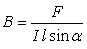 B = F / (I l sin α)